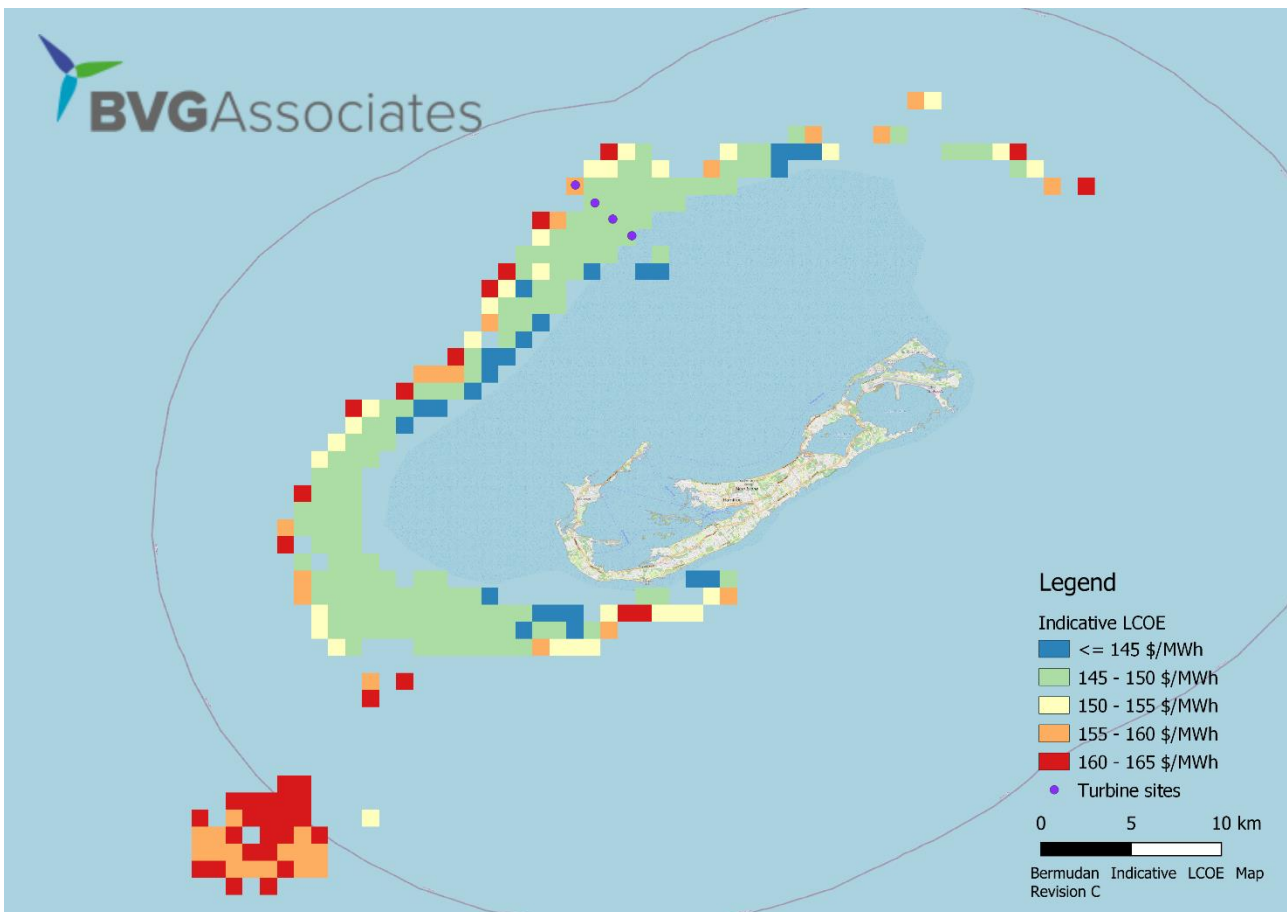 BVGAssociates
Legend
Indicative LCOE
<= 145 $/MWh
145 - 150 $/MWh
150 - 155 $/MWh
155 - 160 $/MWh
160 - 165 $/MWh
Turbine sites
0 5 10 km
Bermudan Indicative LCOE Map
Revision C